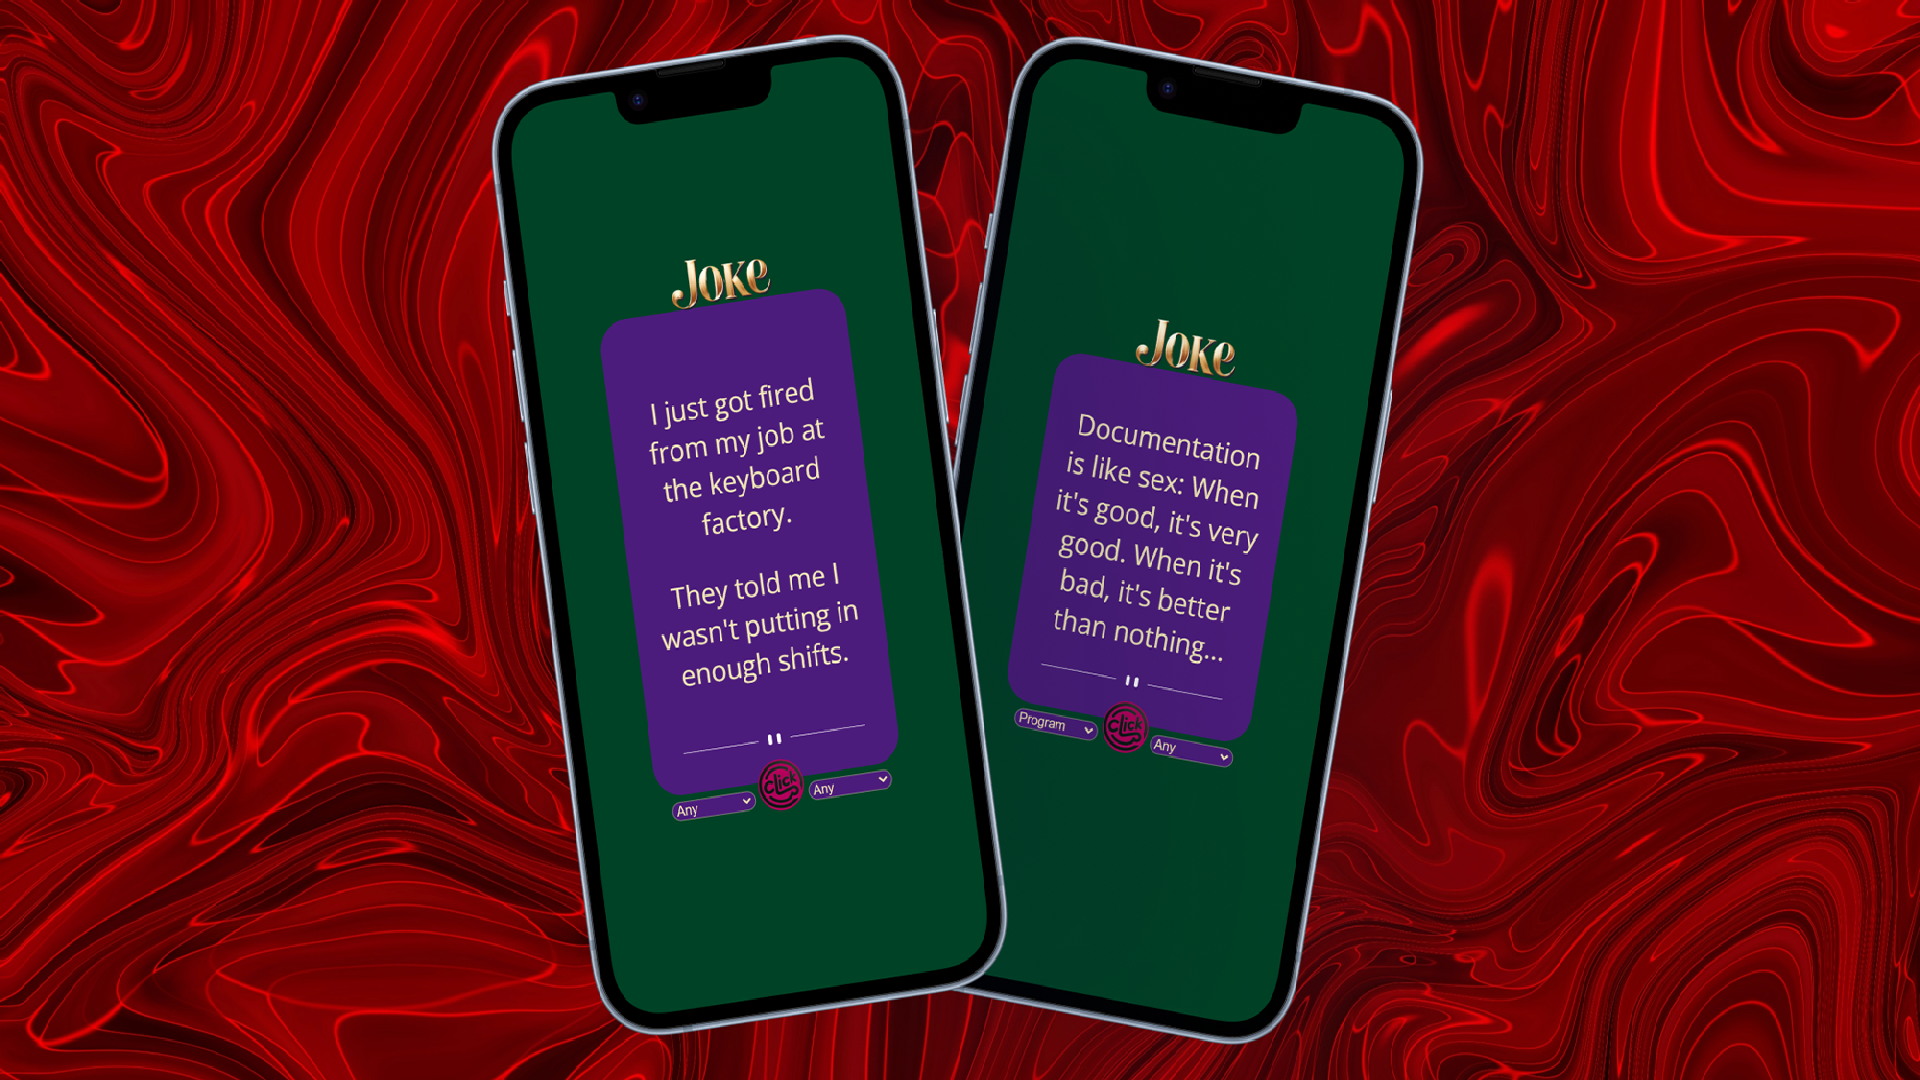 Joke
I just got fired
from my job at
the keyboard
factory.
They told me I
wasn't putting in
enough shifts.
Any
click
Any
Joke
Documentation
is like sex: When
it's good, it's very
good. When it's
bad, it's better
than nothing...
Program
click
Any